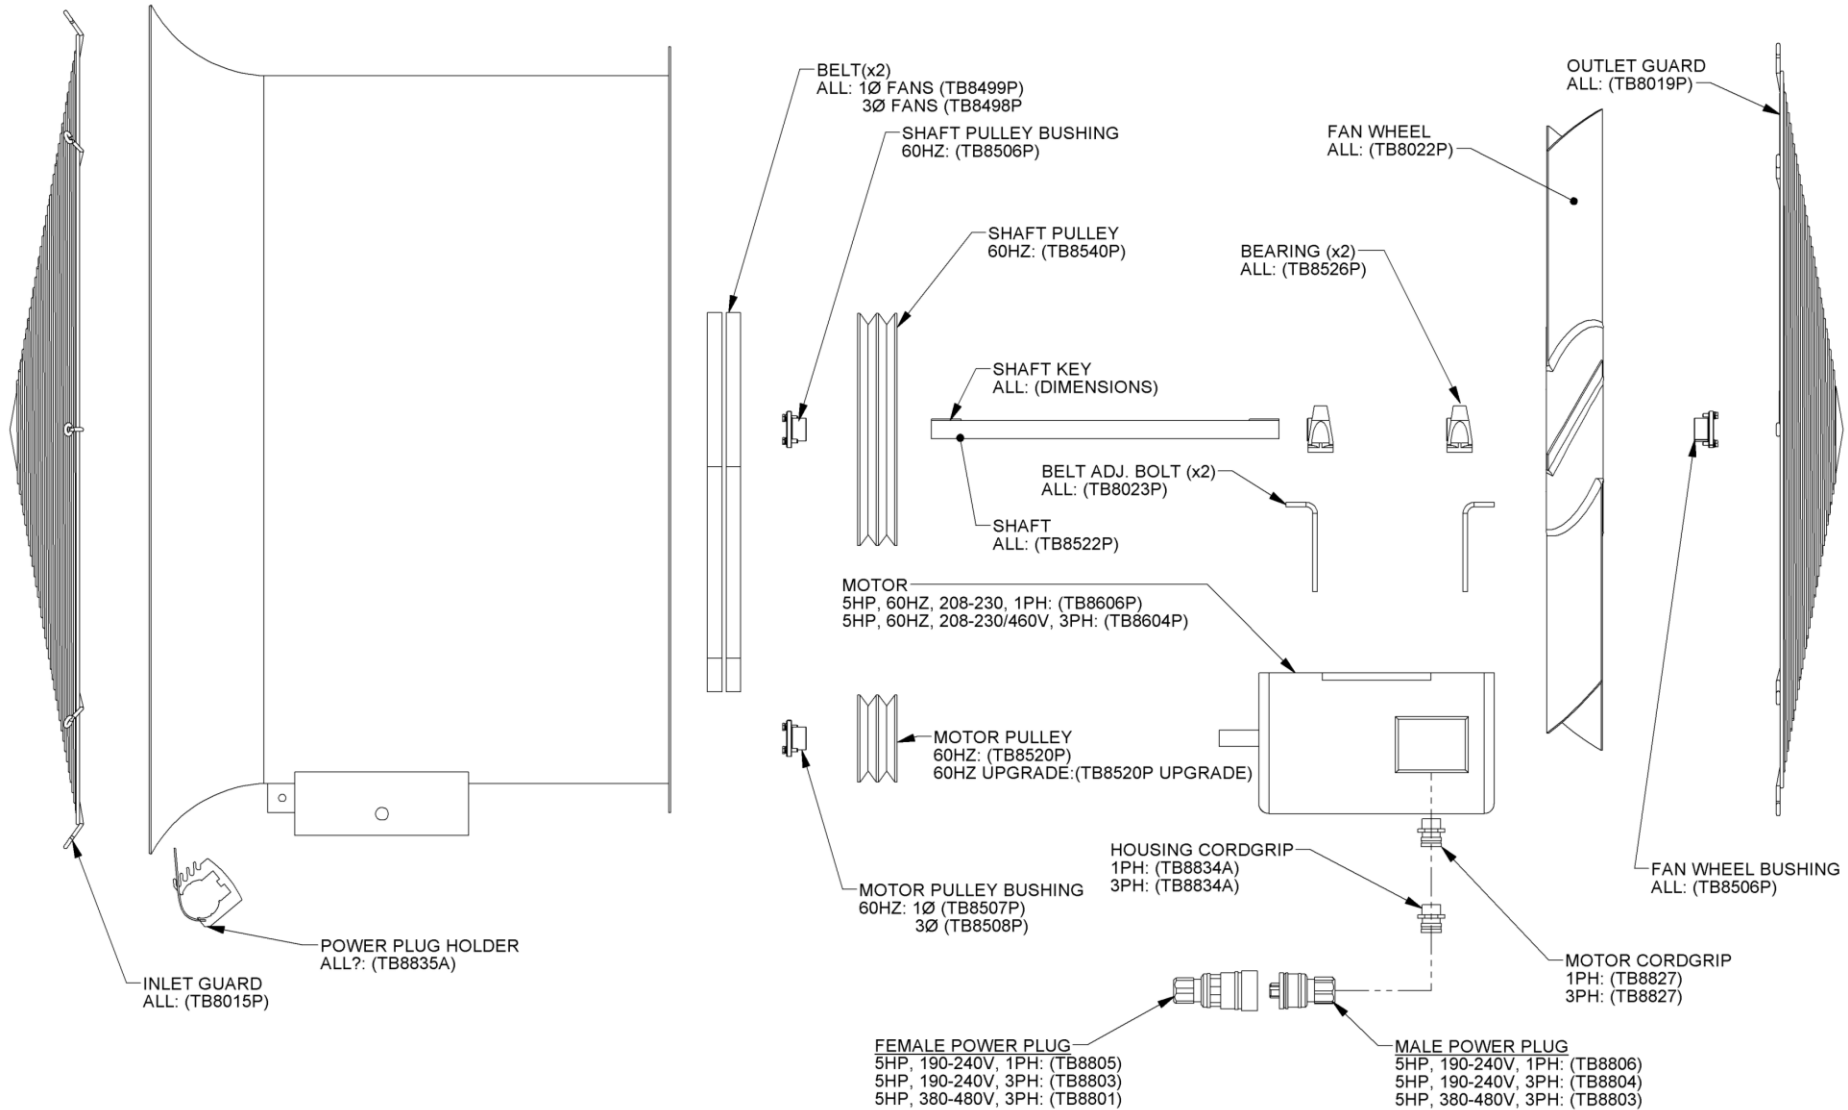 BELT(x2)
ALL: 1Ø FANS (TB8499P)
3Ø FANS (TB8498P
SHAFT PULLEY BUSHING
60HZ: (TB8506P)
OUTLET GUARD
ALL: (TB8019P)
FAN WHEEL
ALL: (TB8022P)
SHAFT PULLEY
60HZ: (TB8540P)
BEARING (x2)
ALL: (TB8526P)
SHAFT KEY
ALL: (DIMENSIONS)
BELT ADJ. BOLT (x2)
ALL: (TB8023P)
SHAFT
ALL: (TB8522P)
MOTOR
5HP, 60HZ, 208-230, 1PH: (TB8606P)
5HP, 60HZ, 208-230/460V, 3PH: (TB8604P)
MOTOR PULLEY
60HZ: (TB8520P)
60HZ UPGRADE:(TB8520P UPGRADE)
HOUSING CORDGRIP
1PH: (TB8834A)
3PH: (TB8834A)
FAN WHEEL BUSHING
ALL: (TB8506P)
MOTOR PULLEY BUSHING
60HZ: 1Ø (TB8507P)
3Ø (TB8508P)
POWER PLUG HOLDER
ALL?: (TB8835A)
MOTOR CORDGRIP
1PH: (TB8827)
3PH: (TB8827)
INLET GUARD
ALL: (TB8015P)
FEMALE POWER PLUG
5HP, 190-240V, 1PH: (TB8805)
5HP, 190-240V, 3PH: (TB8803)
5HP, 380-480V, 3PH: (TB8801)
MALE POWER PLUG
5HP, 190-240V, 1PH: (TB8806)
5HP, 190-240V, 3PH: (TB8804)
5HP, 380-480V, 3PH: (TB8803)